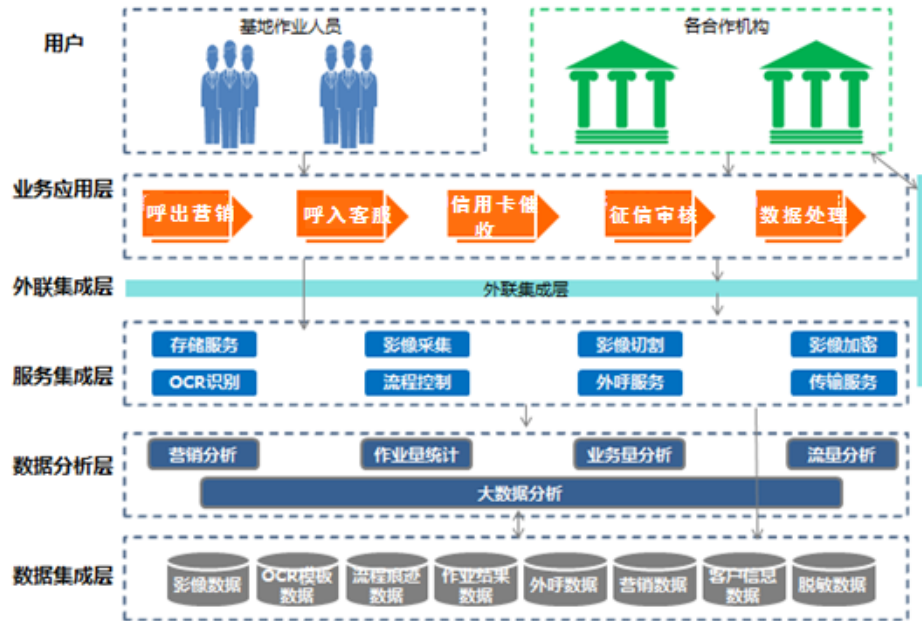 用户
基地作业人员
各合作机构
业务应用层
呼出营销
呼入客服
信用卡催
收
征信审核
数据处理
外联集成层
外联集成层
服务集成层
存储服务
影像采集
影像切割
影像加密
OCR识别
流程控制
外呼服务
传输服务
数据分析层
营销分析
作业量统计
业务量分析
流量分析
大数据分析
数据集成层
影像数据
OCR模板
数据
流程痕迹
数据
作业结果
数据
外呼数据
营销数据
客户信息
数据
脱敏数据